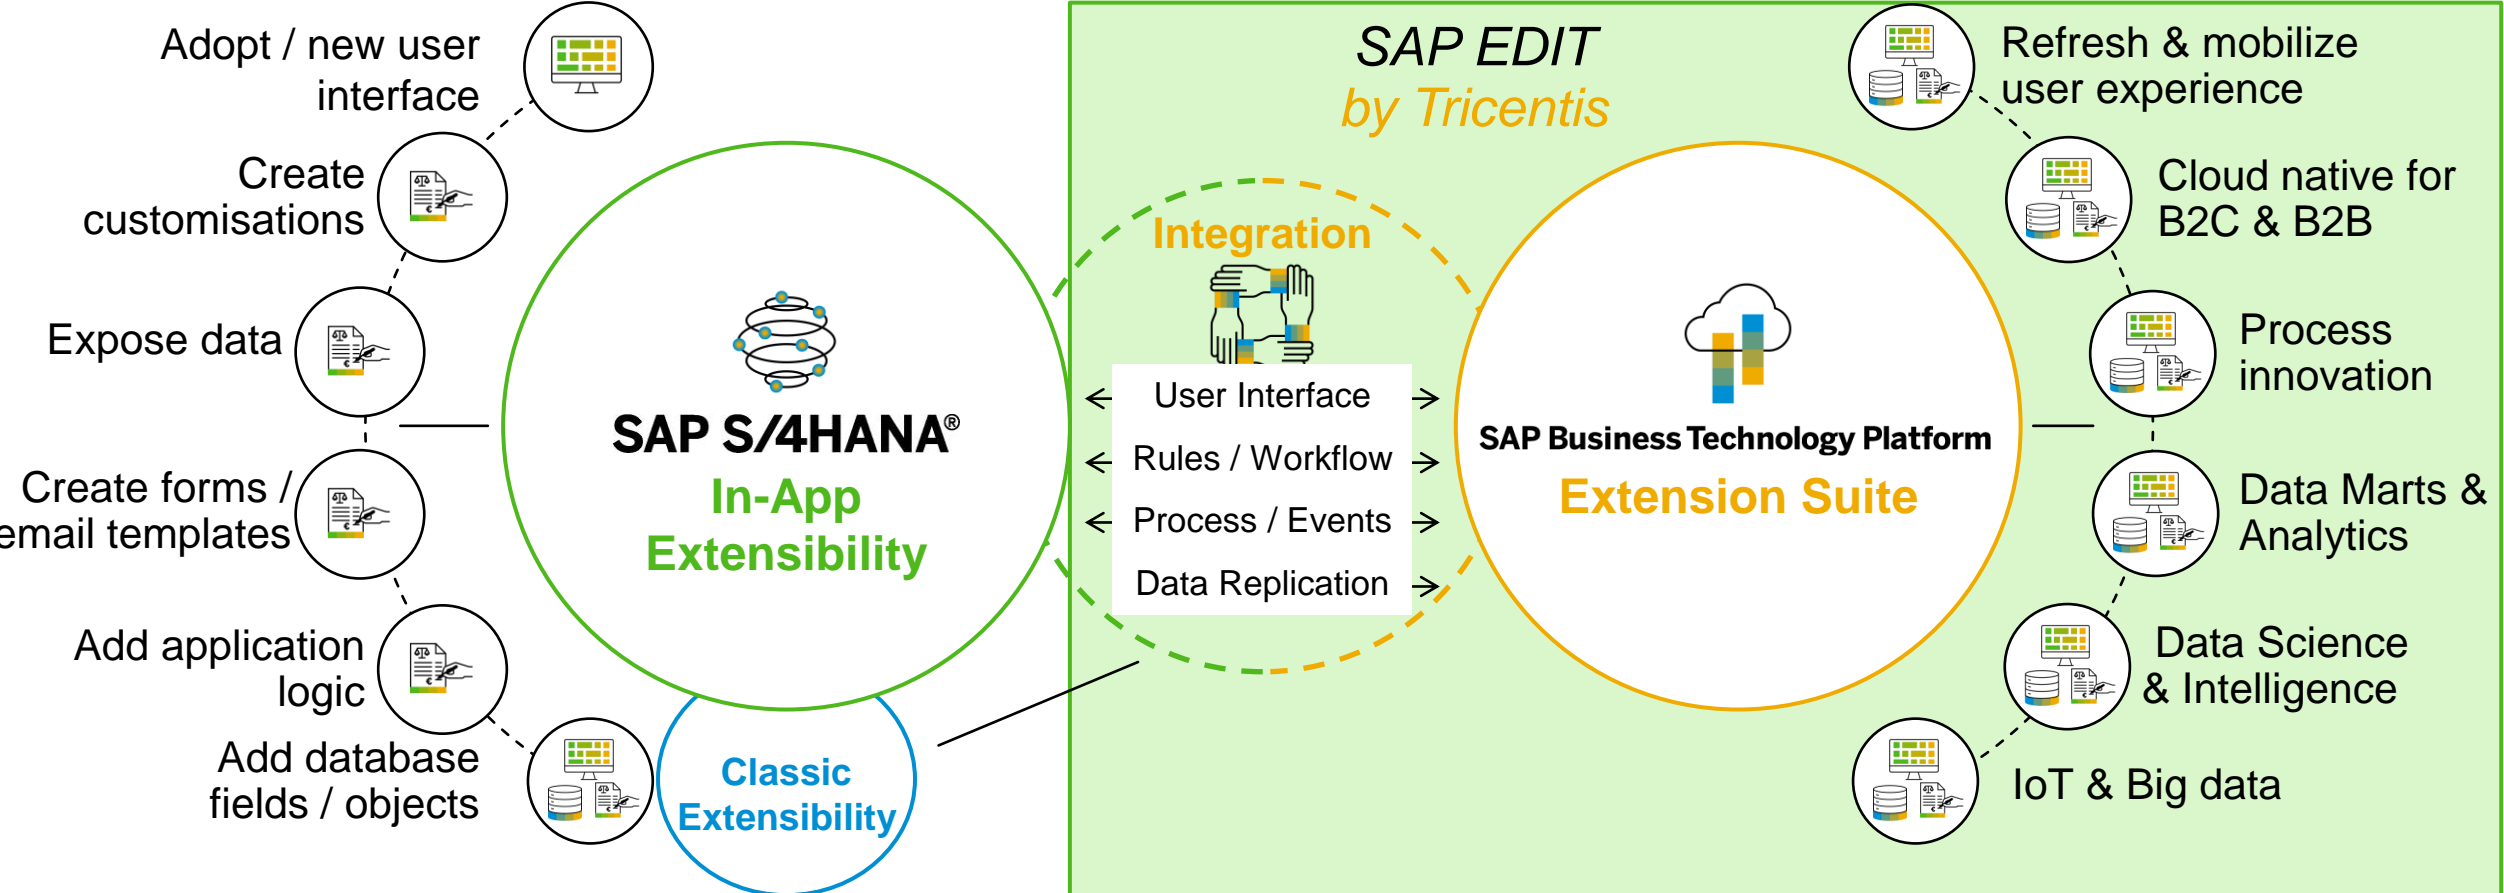 Adopt / new user
interface
Create
customisations
Expose data
Create forms /
email templates
Add application
logic
Add database
fields / objects
SAP S/4HANA®
In-App
Extensibility
Classic
Extensibility
SAP EDIT
by Tricentis
Integration
User Interface
Rules / Workflow
Process / Events
Data Replication
SAP Business Technology Platform
Extension Suite
Refresh & mobilize
user experience
Cloud native for
B2C & B2B
Process
innovation
Data Marts &
Analytics
Data Science
& Intelligence
IoT & Big data